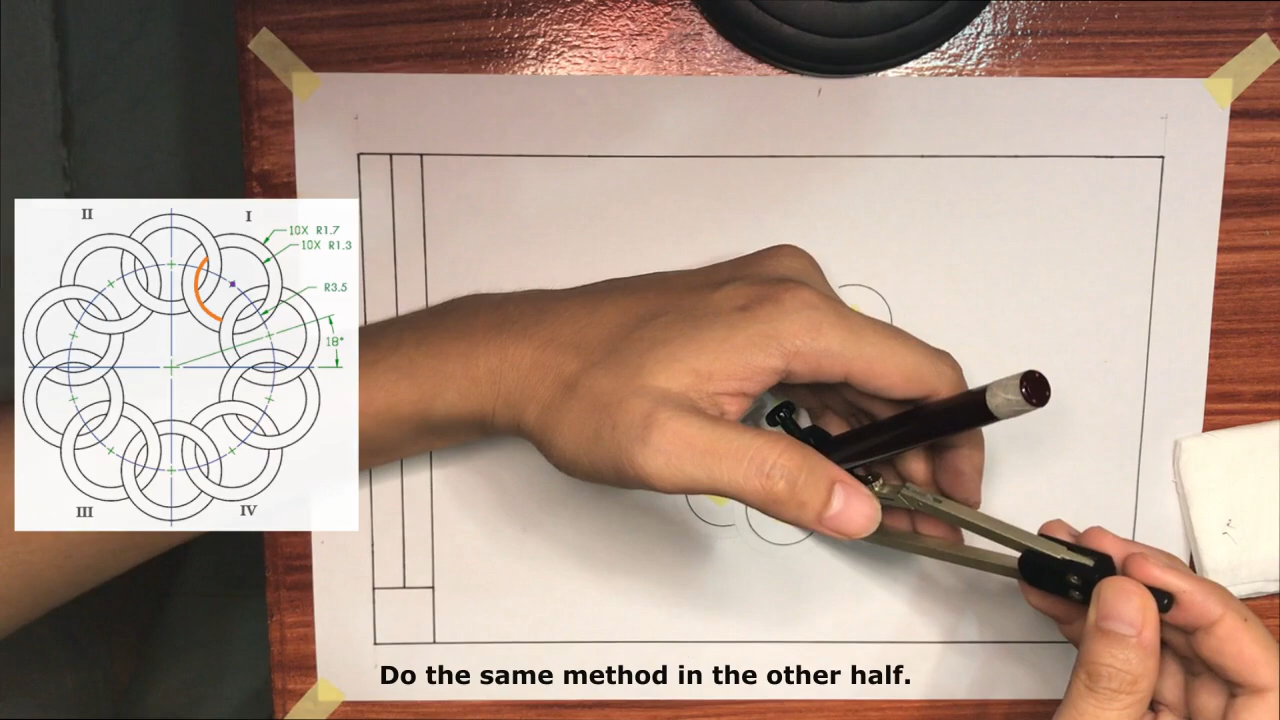 II
I
10X R1.7
10X R1.3
R3.5
18°
III
IV
Do the same method in the other half.